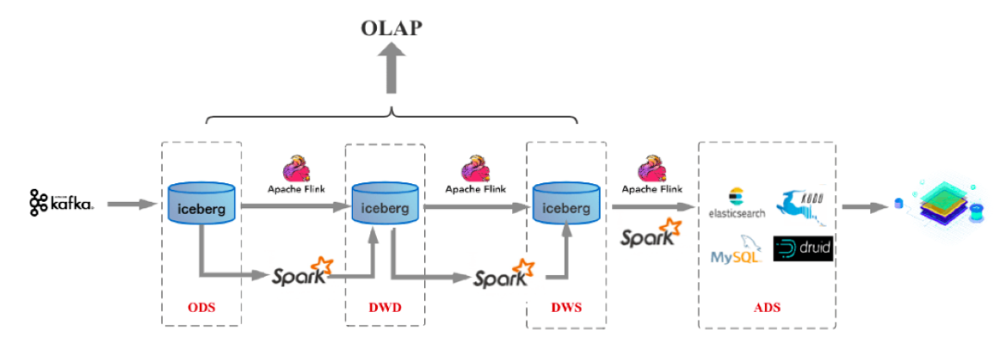 OLAP
Apache Flink
Apache Flink
Apache Flink
kafka
iceberg
iceberg
iceberg
elasticsearch
KUDU
Spark
MySQL
druid
Spark
Spark
ODS
DWD
DWS
ADS